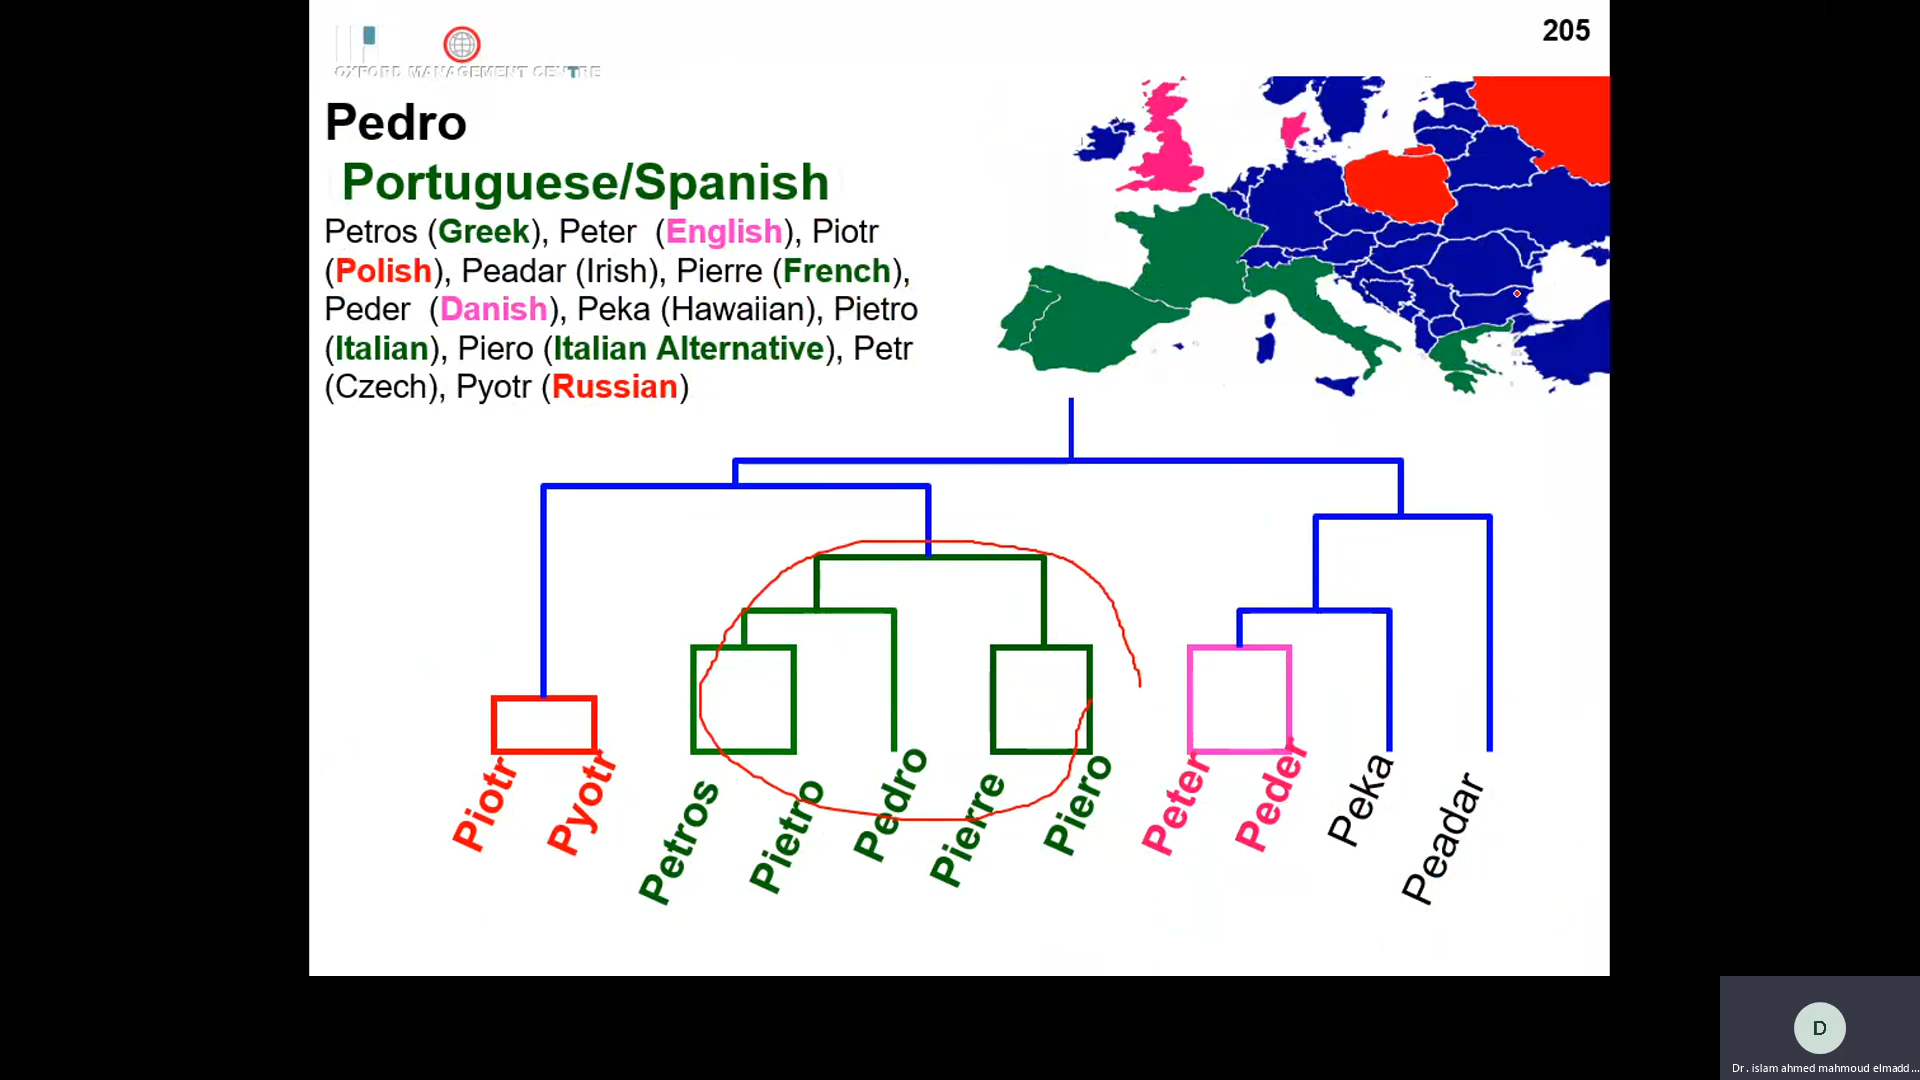 205
OXFORD MANAGEMENT CENTRE
Pedro
Portuguese/Spanish
Petros (Greek), Peter (English), Piotr
(Polish), Peadar (Irish), Pierre (French),
Peder (Danish), Peka (Hawaiian), Pietro
(Italian), Piero (Italian Alternative), Petr
(Czech), Pyotr (Russian)
Piotr
Pyotr
Petros
Pietro
Pedro
Pierre
Piero
Peter
Peder
Peka
Peadar
D
Dr. islam ahmed mahmoud elmadd...